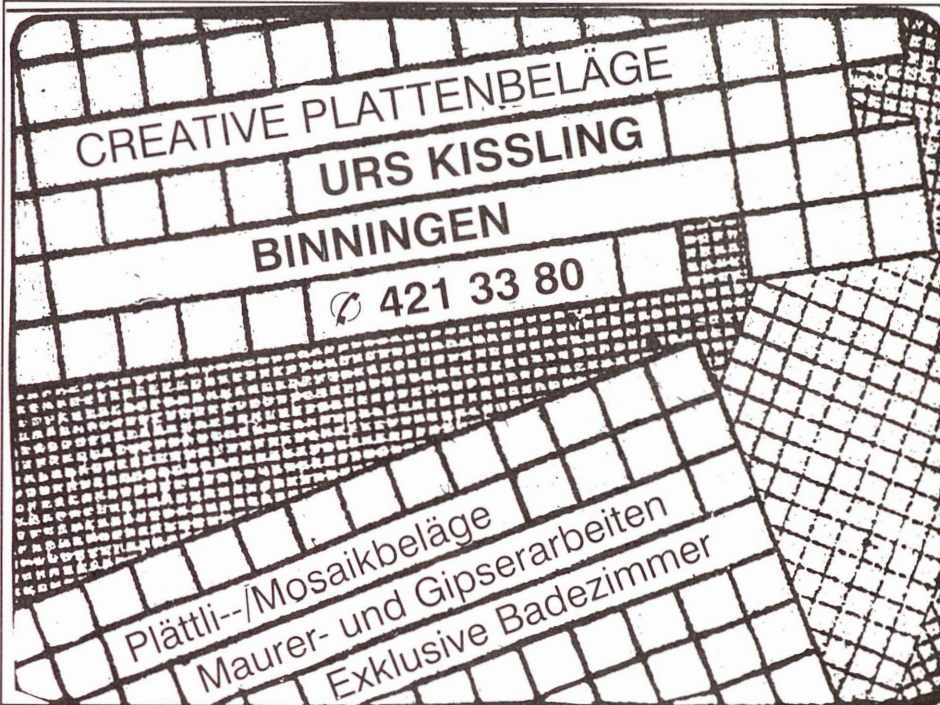 CREATIVE PLATTENBELÄGE
URS KISSLING
BINNINGEN
✆ 421 33 80
Plättli--/Mosaikbeläge
Maurer- und Gipserarbeiten
Exklusive Badezimmer